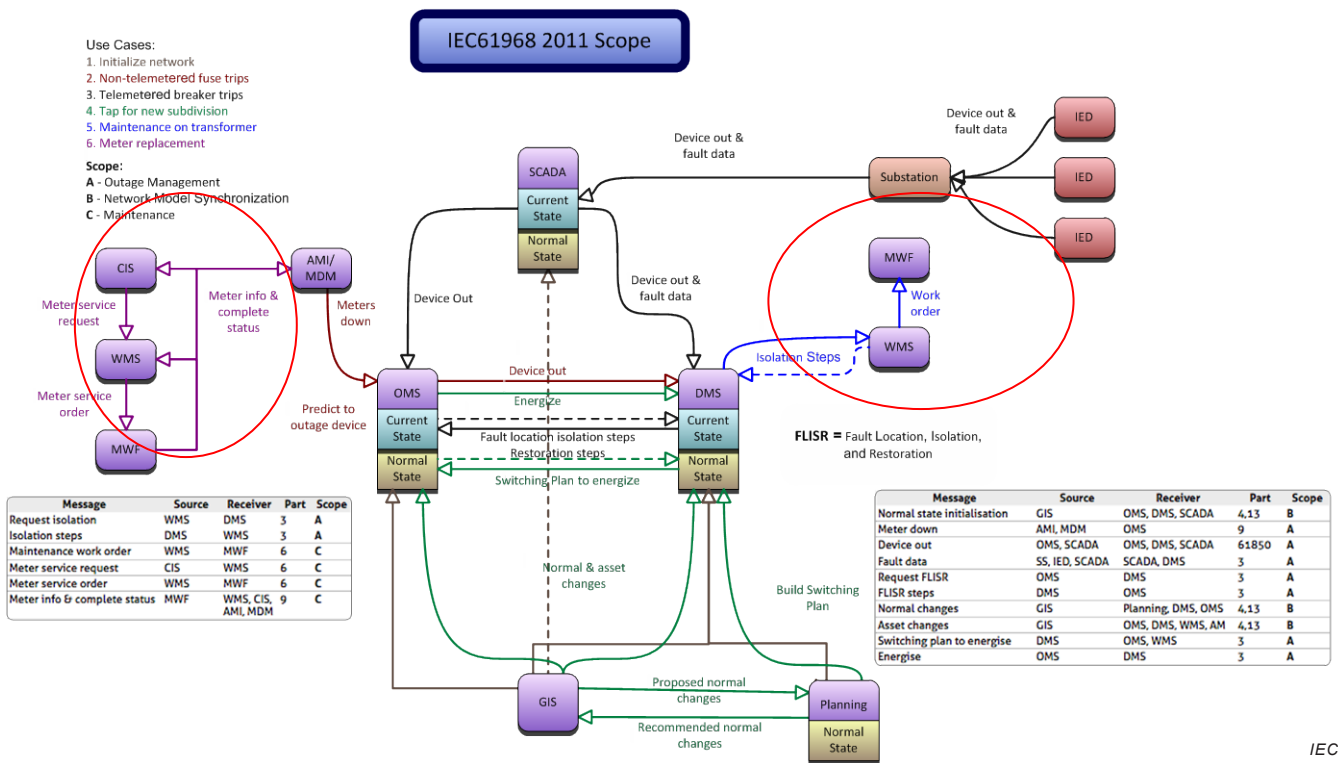 IEC61968 2011 Scope
Use Cases:
1. Initialize network
2. Non-telemetered fuse trips
3. Telemetered breaker trips
4. Tap for new subdivision
5. Maintenance on transformer
6. Meter replacement
Scope:
A - Outage Management
B - Network Model Synchronization
C - Maintenance
CIS
AMI/
MDM
Meter service
request
Meter info &
complete
status
WMS
Meter service
order
MWF
Meters
down
Predict to
outage device
SCADA
Current
State
Normal
State
Device out &
fault data
Device out &
fault data
Substation
IED
IED
IED
Device Out
Device out &
fault data
MWF
Work
order
WMS
Isolation Steps
OMS
Current
State
Normal
State
Device out
Energize
Fault location isolation steps
Restoration steps
Switching Plan to energize
DMS
Current
State
Normal
State
FLISR = Fault Location, Isolation,
and Restoration
Message Source Receiver Part Scope
Request isolation WMS DMS 3 A
Isolation steps DMS WMS 3 A
Maintenance work order WMS MWF 6 C
Meter service request CIS WMS 6 C
Meter service order WMS MWF 6 C
Meter info & complete status MWF WMS, CIS, 9 C
AMI, MDM
Normal & asset
changes
Build Switching
Plan
Message Source Receiver Part Scope
Normal state initialisation GIS OMS, DMS, SCADA 4,13 B
Meter down AMI, MDM OMS 9 A
Device out OMS, SCADA OMS, DMS, SCADA 61850 A
Fault data SS, IED, SCADA SCADA, DMS 3 A
Request FLISR OMS DMS 3 A
FLISR steps DMS OMS 3 A
Normal changes GIS Planning, DMS, OMS 4,13 B
Asset changes GIS OMS, DMS, WMS, AM 4,13 B
Switching plan to energise DMS OMS, WMS 3 A
Energise OMS DMS 3 A
GIS
Proposed normal
changes
Recommended normal
changes
Planning
Normal
State
IEC